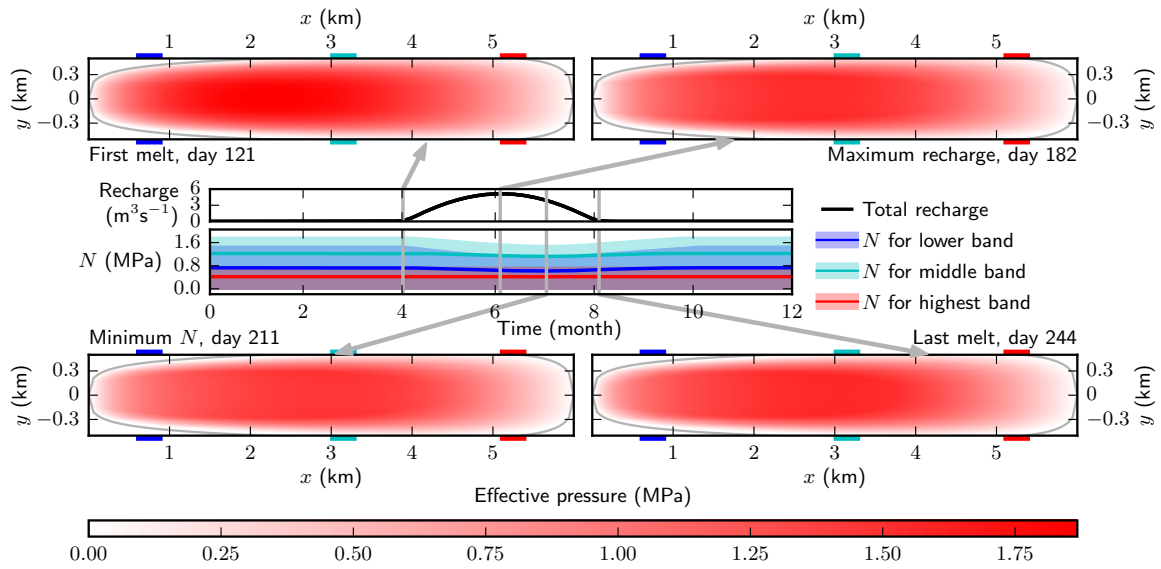 x (km)
x (km)
1 2 3 4 5
1 2 3 4 5
y (km)
0.3
0
−0.3
0.3
0
−0.3
y (km)
First melt, day 121
Maximum recharge, day 182
Recharge
(m³s⁻¹)
6
3
0
Total recharge
N (MPa)
1.6
0.8
0.0
N for lower band
N for middle band
N for highest band
0 2 4 6 8 10 12
Time (month)
Minimum N, day 211
Last melt, day 244
y (km)
0.3
0
−0.3
0.3
0
−0.3
y (km)
1 2 3 4 5
1 2 3 4 5
x (km)
x (km)
Effective pressure (MPa)
0.00 0.25 0.50 0.75 1.00 1.25 1.50 1.75